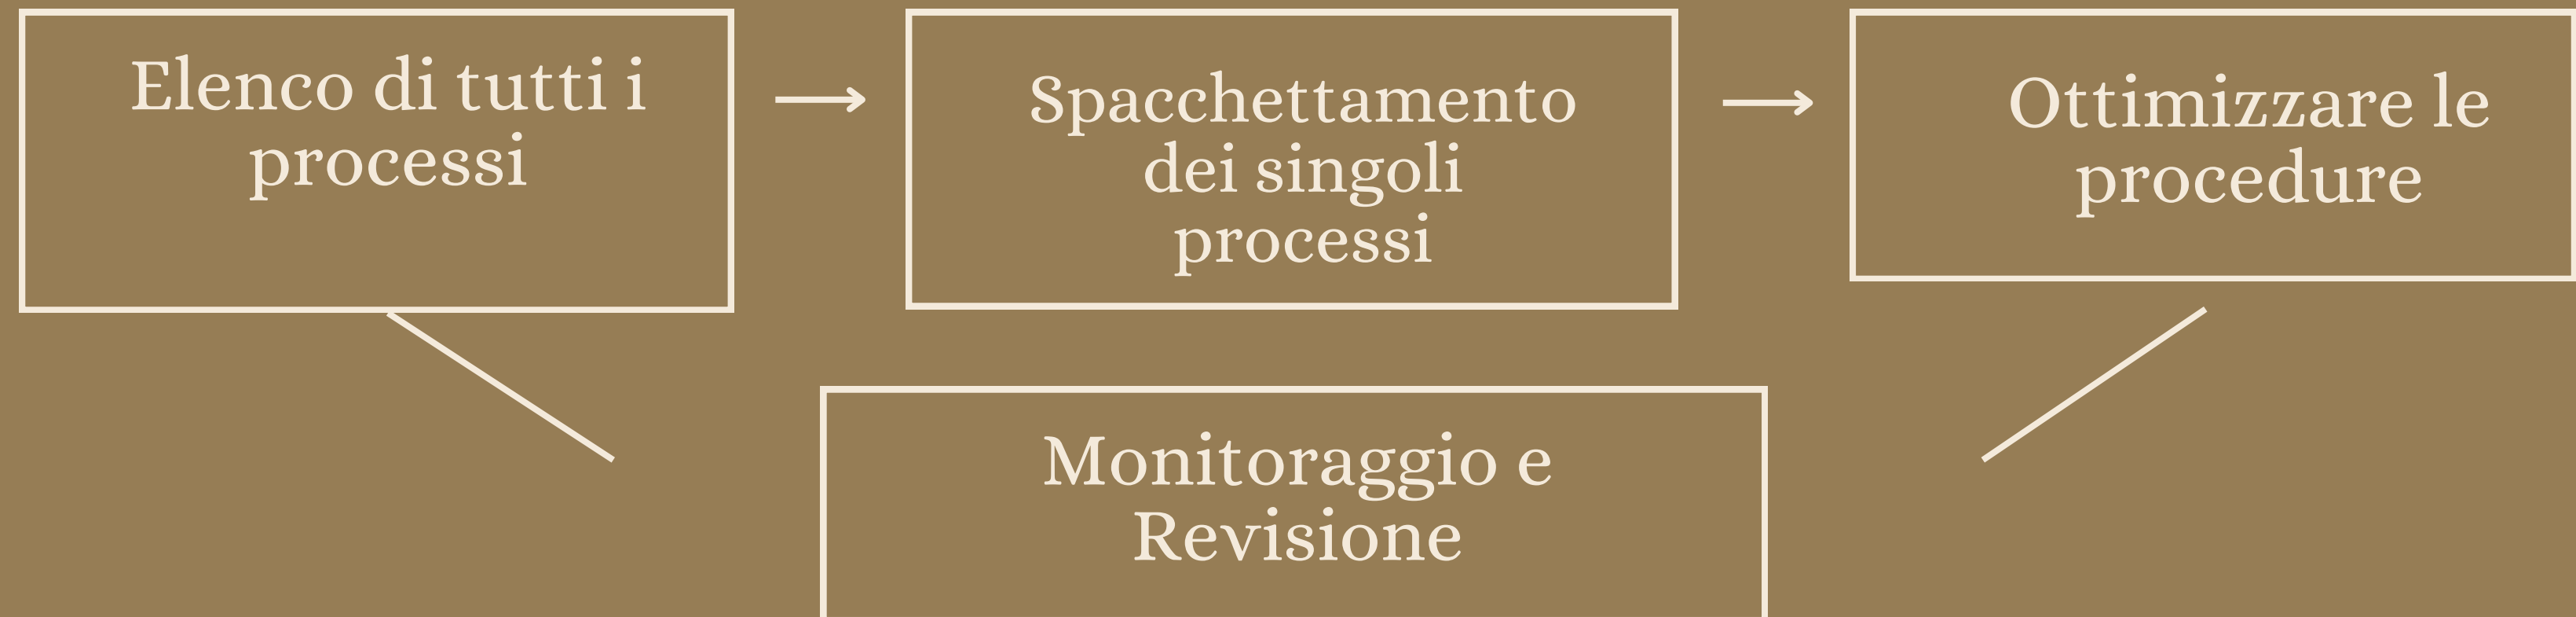 Elenco di tutti i
processi
Spacchettamento
dei singoli
processi
Ottimizzare le
procedure
Monitoraggio e
Revisione